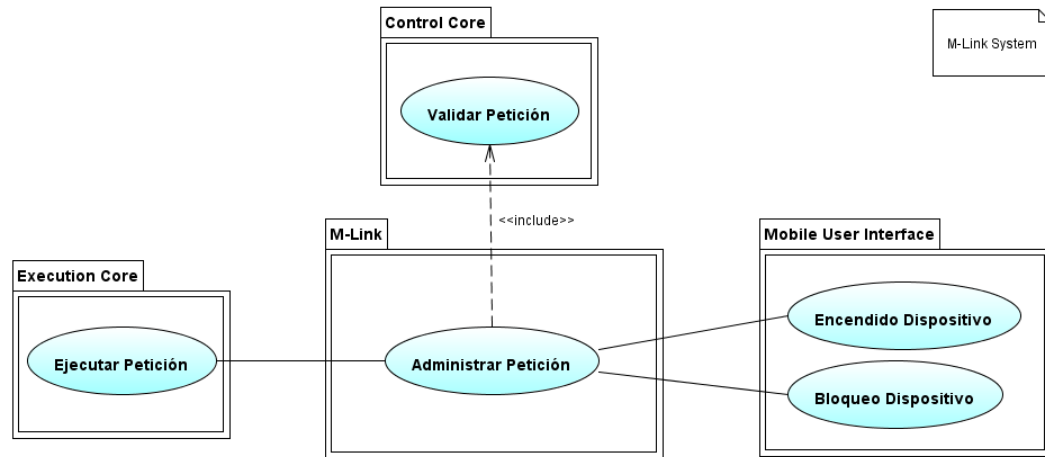 Control Core
M-Link System
Validar Petición
<<include>>
M-Link
Mobile User Interface
Execution Core
Encendido Dispositivo
Ejecutar Petición
Administrar Petición
Bloqueo Dispositivo